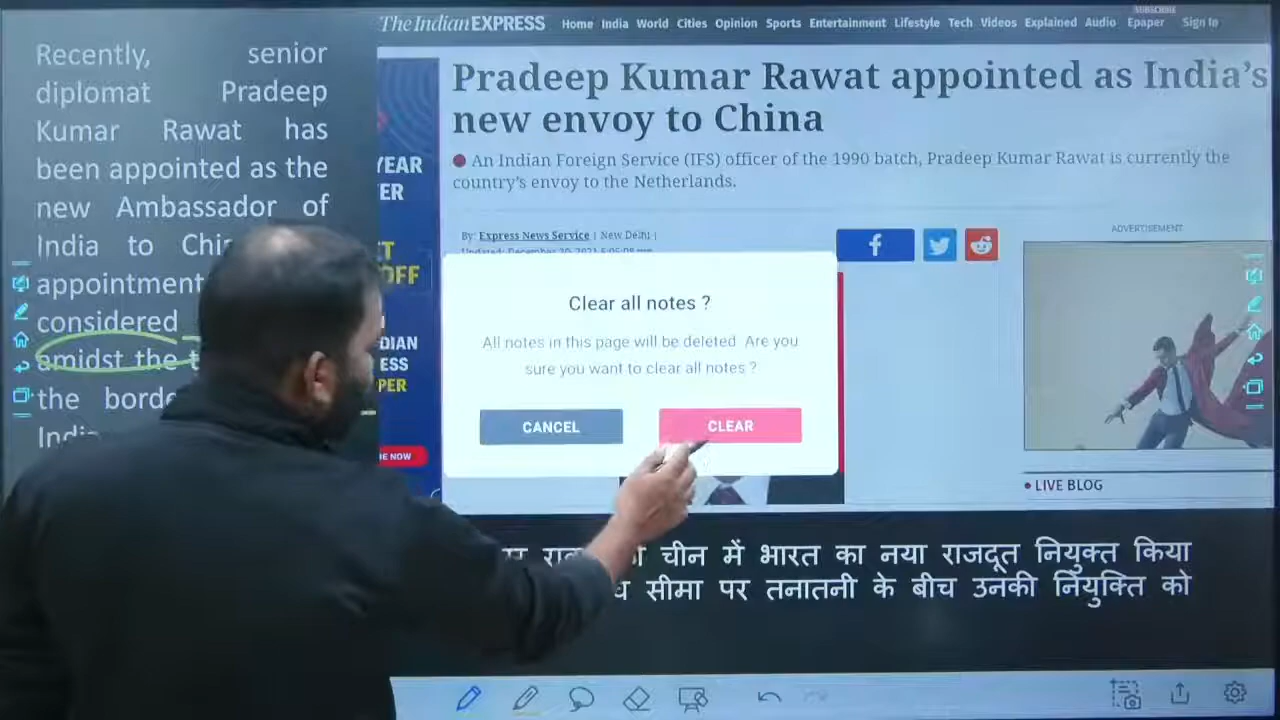 Recently, senior
diplomat Pradeep
Kumar Rawat has
been appointed as the
new Ambassador of
India to
appointment
considered
amidst the
the
The Indian EXPRESS
Home India World Cities Opinion Sports Entertainment Lifestyle Tech Videos Explained Audio Epaper Sign In
SUBSCRIBE
Pradeep Kumar Rawat appointed as India's
new envoy to China
An Indian Foreign Service (IFS) officer of the 1990 batch, Pradeep Kumar Rawat is currently the
country's envoy to the Netherlands.
By: Express News Service | New Delhi |
Updated: December 20, 2021
ADVERTISEMENT
Clear all notes ?
All notes in this page will be deleted. Are you
sure you want to clear all notes ?
CANCEL
CLEAR
LIVE BLOG
चीन में भारत का नया राजदूत नियुक्त किया
सीमा पर तनातनी के बीच उनकी नियुक्ति को